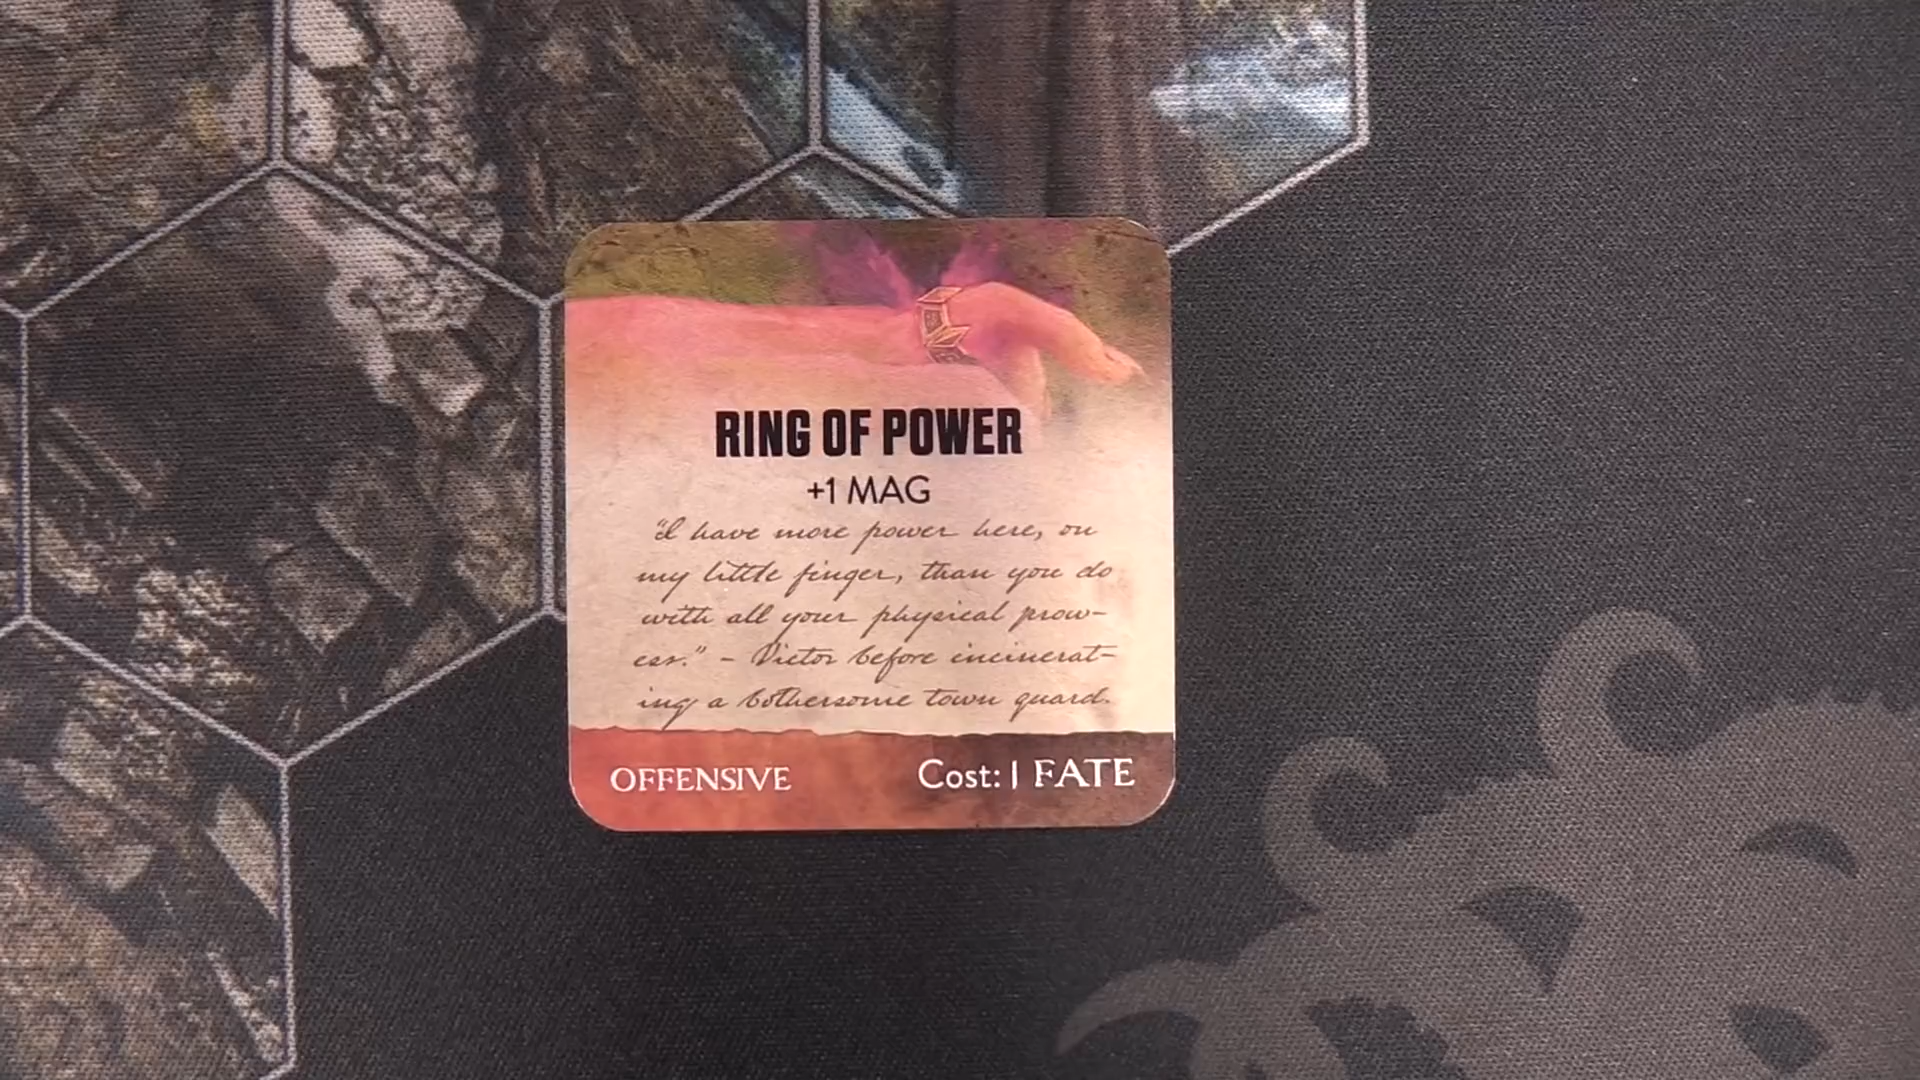 RING OF POWER
+1 MAG
"I have more power here, on
my little finger, than you do
with all your physical prow-
ess." - Victor before incinerat-
ing a bothersome town guard.
OFFENSIVE
Cost: 1 FATE